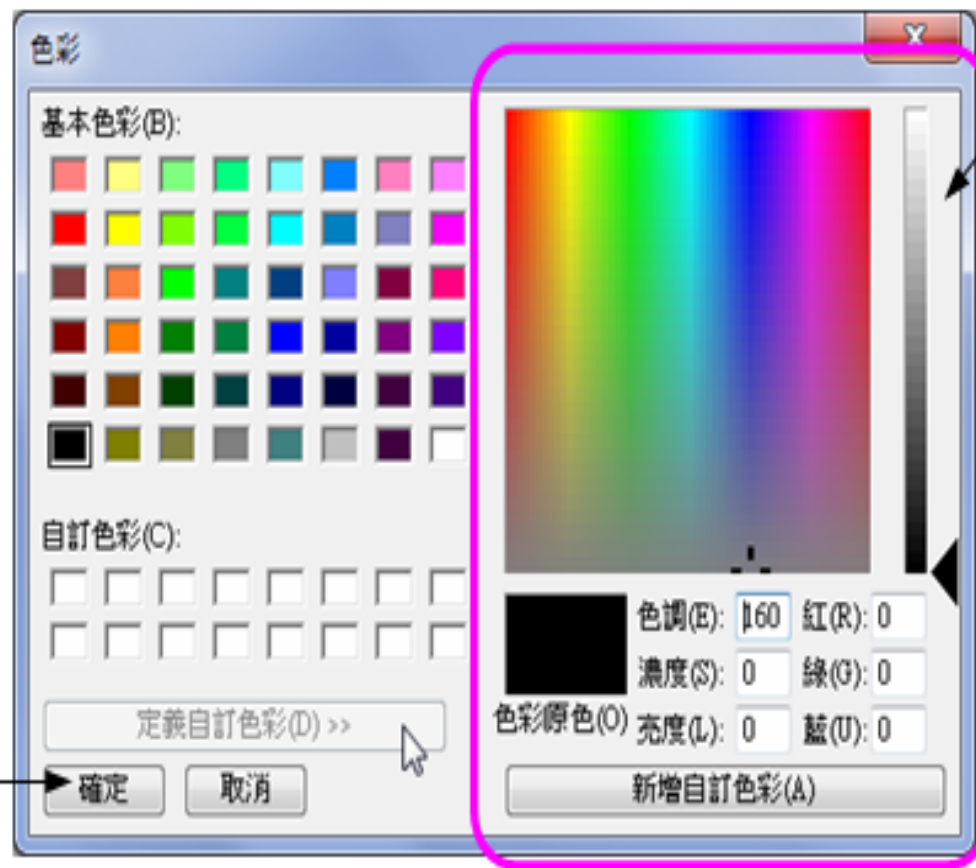 色彩
基本色彩(B):
自訂色彩(C):
定義自訂色彩(D) >>
確定
取消
色彩原色(O)
色調(E): 160
濃度(S): 0
亮度(L): 0
紅(R): 0
綠(G): 0
藍(U): 0
新增自訂色彩(A)